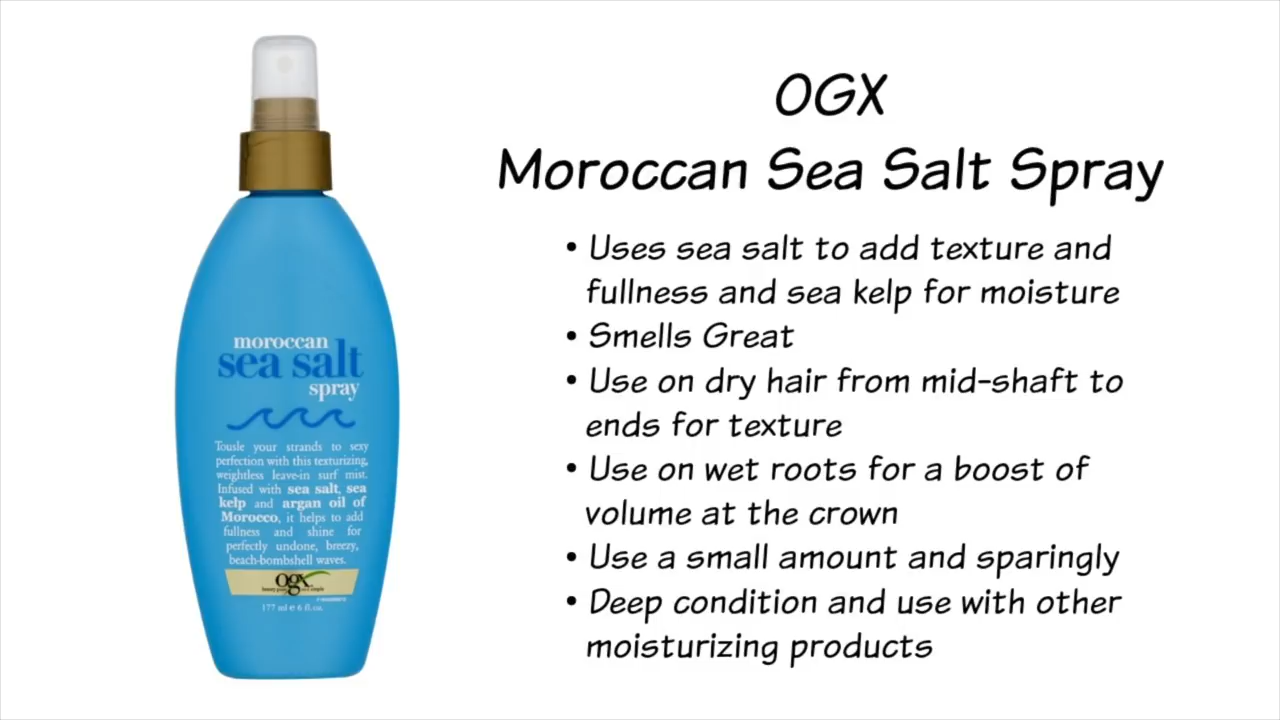 OGX
Moroccan Sea Salt Spray
• Uses sea salt to add texture and
fullness and sea kelp for moisture
• Smells Great
• Use on dry hair from mid-shaft to
ends for texture
• Use on wet roots for a boost of
volume at the crown
• Use a small amount and sparingly
• Deep condition and use with other
moisturizing products
moroccan
sea salt
spray
Tousle your strands to sexy
perfection with this texturizing,
weightless leave-in surf mist.
Infused with sea salt, sea
kelp and argan oil of
Morocco, it helps to add
fullness and shine for
perfectly undone, breezy,
beach-bombshell waves.
ogx
177 ml e 6 fl. oz.